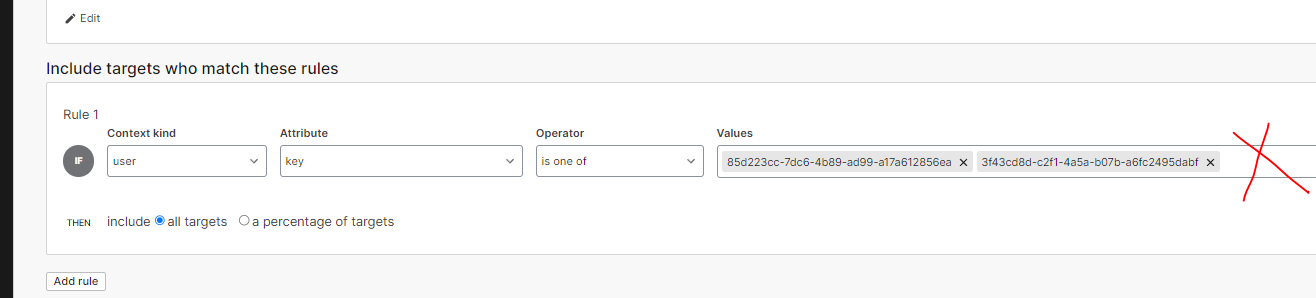 Edit
Include targets who match these rules
Rule 1
Context kind Attribute Operator Values
IF user key is one of 85d223cc-7dc6-4b89-ad99-a17a612856ea 3f43cd8d-c2f1-4a5a-b07b-a6fc2495dabf
THEN include all targets a percentage of targets
Add rule